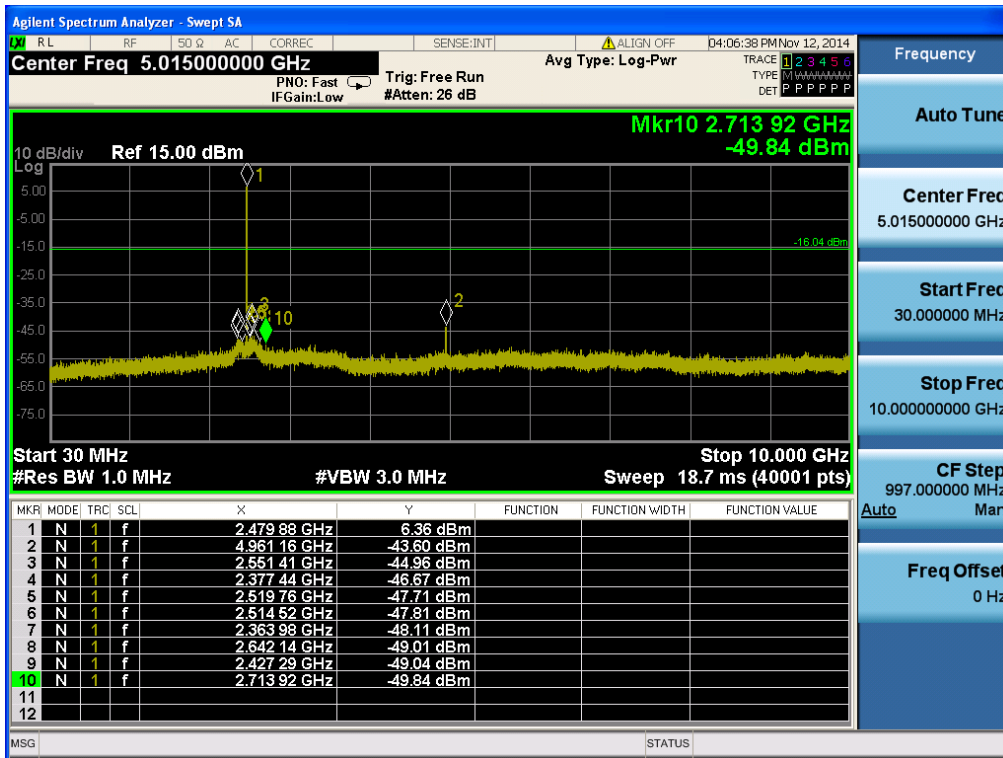 Agilent Spectrum Analyzer - Swept SA
LXI RL RF 50 Ω AC CORREC SENSE:INT ALIGN OFF 04:06:38 PM Nov 12, 2014
Center Freq 5.015000000 GHz
PNO: Fast
IFGain:Low
Trig: Free Run
#Atten: 26 dB
Avg Type: Log-Pwr
TRACE 1 2 3 4 5 6
TYPE M
DET P P P P P P
Mkr10 2.713 92 GHz
-49.84 dBm
10 dB/div Ref 15.00 dBm
Log
5.00
-5.00
-15.0
-25.0
-35.0
-45.0
-55.0
-65.0
-75.0
-16.04 dBm
1
2
3
10
Start 30 MHz Stop 10.000 GHz
#Res BW 1.0 MHz #VBW 3.0 MHz Sweep 18.7 ms (40001 pts)
MKR MODE TRC SCL X Y FUNCTION FUNCTION WIDTH FUNCTION VALUE
1 N 1 f 2.479 88 GHz 6.36 dBm
2 N 1 f 4.961 16 GHz -43.60 dBm
3 N 1 f 2.551 41 GHz -44.96 dBm
4 N 1 f 2.377 44 GHz -46.67 dBm
5 N 1 f 2.519 76 GHz -47.71 dBm
6 N 1 f 2.514 52 GHz -47.81 dBm
7 N 1 f 2.363 98 GHz -48.11 dBm
8 N 1 f 2.642 14 GHz -49.01 dBm
9 N 1 f 2.427 29 GHz -49.04 dBm
10 N 1 f 2.713 92 GHz -49.84 dBm
11
12
MSG STATUS
Frequency
Auto Tune
Center Freq
5.015000000 GHz
Start Freq
30.000000 MHz
Stop Freq
10.000000000 GHz
CF Step
997.000000 MHz
Auto Man
Freq Offset
0 Hz